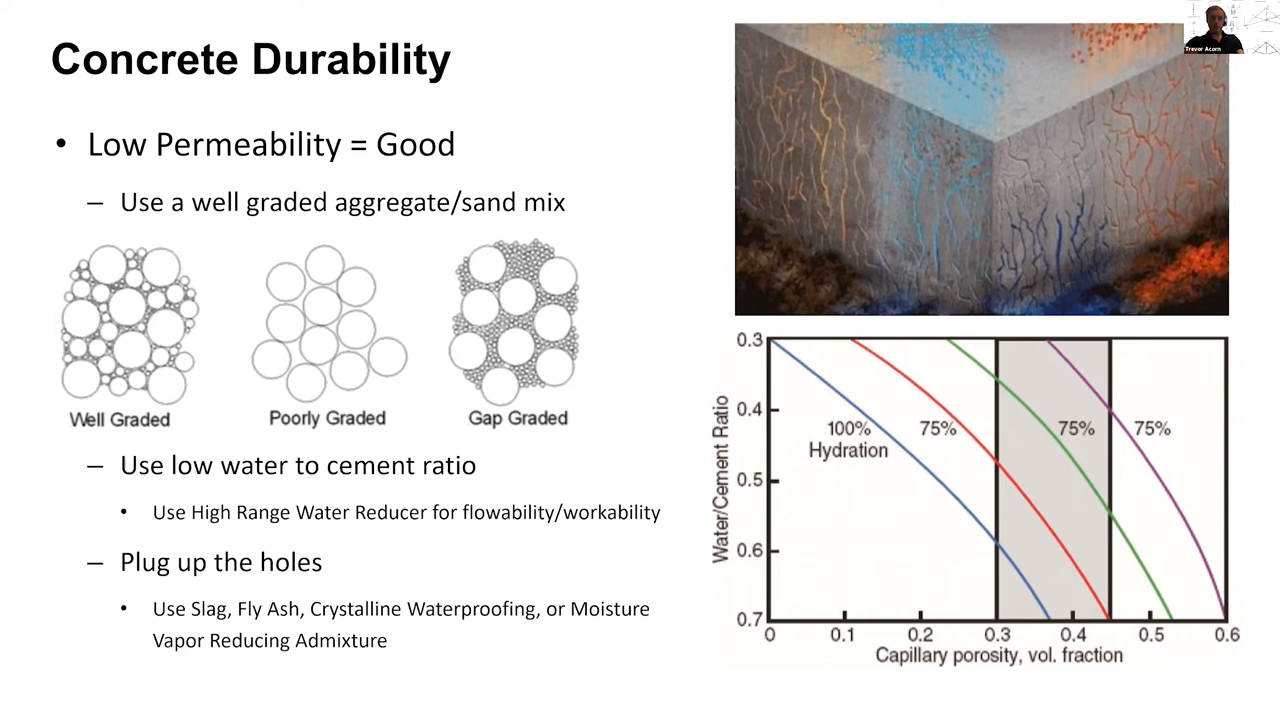 Concrete Durability
• Low Permeability = Good
– Use a well graded aggregate/sand mix
Well Graded
Poorly Graded
Gap Graded
– Use low water to cement ratio
• Use High Range Water Reducer for flowability/workability
– Plug up the holes
• Use Slag, Fly Ash, Crystalline Waterproofing, or Moisture
Vapor Reducing Admixture
Trevor Acorn
Water/Cement Ratio
0.3
0.4
0.5
0.6
0.7
100%
Hydration
75%
75%
75%
0 0.1 0.2 0.3 0.4 0.5 0.6
Capillary porosity, vol. fraction